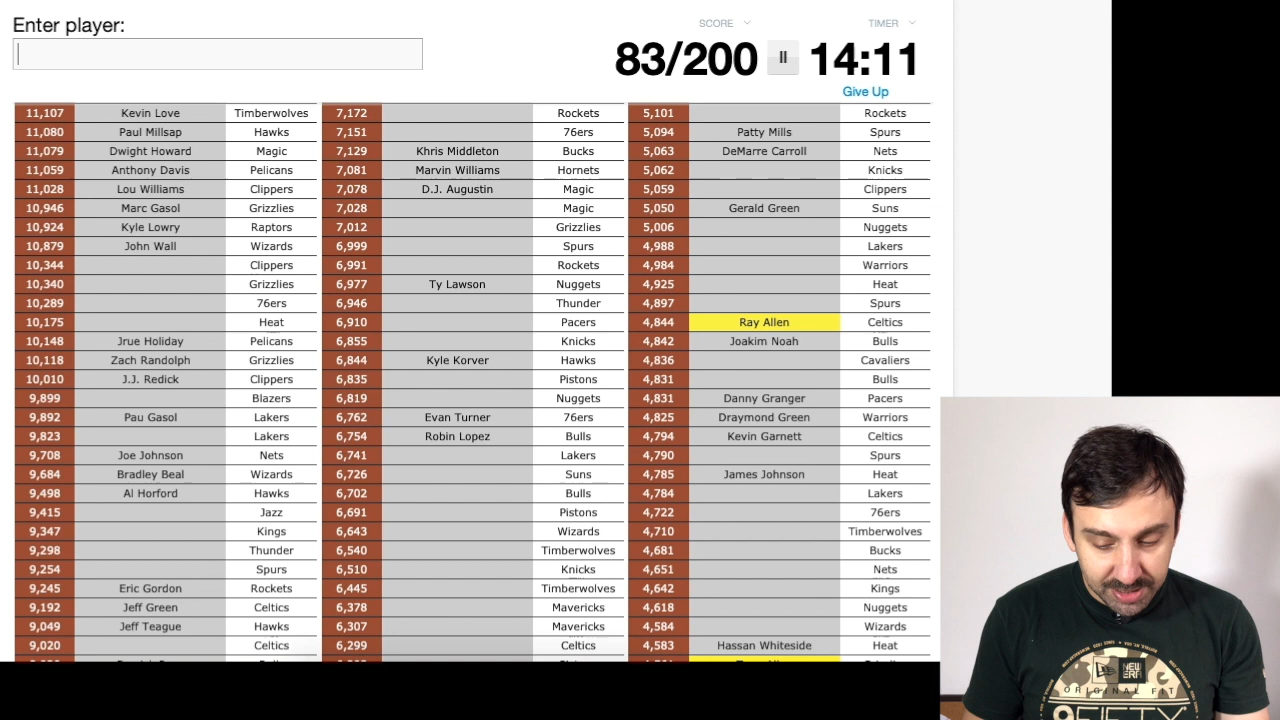 Enter player:
SCORE
TIMER
83/200 II 14:11
Give Up
11,107 Kevin Love Timberwolves
11,080 Paul Millsap Hawks
11,079 Dwight Howard Magic
11,059 Anthony Davis Pelicans
11,028 Lou Williams Clippers
10,946 Marc Gasol Grizzlies
10,924 Kyle Lowry Raptors
10,879 John Wall Wizards
10,344 Clippers
10,340 Grizzlies
10,289 76ers
10,175 Heat
10,148 Jrue Holiday Pelicans
10,118 Zach Randolph Grizzlies
10,010 J.J. Redick Clippers
9,899 Blazers
9,892 Pau Gasol Lakers
9,823 Lakers
9,708 Joe Johnson Nets
9,684 Bradley Beal Wizards
9,498 Al Horford Hawks
9,415 Jazz
9,347 Kings
9,298 Thunder
9,254 Spurs
9,245 Eric Gordon Rockets
9,192 Jeff Green Celtics
9,049 Jeff Teague Hawks
9,020 Celtics
7,172 Rockets
7,151 76ers
7,129 Khris Middleton Bucks
7,081 Marvin Williams Hornets
7,078 D.J. Augustin Magic
7,028 Magic
7,012 Grizzlies
6,999 Spurs
6,991 Rockets
6,977 Ty Lawson Nuggets
6,946 Thunder
6,910 Pacers
6,855 Knicks
6,844 Kyle Korver Hawks
6,835 Pistons
6,819 Nuggets
6,762 Evan Turner 76ers
6,754 Robin Lopez Bulls
6,741 Lakers
6,726 Suns
6,702 Bulls
6,691 Pistons
6,643 Wizards
6,540 Timberwolves
6,510 Knicks
6,445 Timberwolves
6,378 Mavericks
6,307 Mavericks
6,299 Celtics
5,101 Rockets
5,094 Patty Mills Spurs
5,063 DeMarre Carroll Nets
5,062 Knicks
5,059 Clippers
5,050 Gerald Green Suns
5,006 Nuggets
4,988 Lakers
4,984 Warriors
4,925 Heat
4,897 Spurs
4,844 Ray Allen Celtics
4,842 Joakim Noah Bulls
4,836 Cavaliers
4,831 Bulls
4,831 Danny Granger Pacers
4,825 Draymond Green Warriors
4,794 Kevin Garnett Celtics
4,790 Spurs
4,785 James Johnson Heat
4,784 Lakers
4,722 76ers
4,710 Timberwolves
4,681 Bucks
4,651 Nets
4,642 Kings
4,618 Nuggets
4,584 Wizards
4,583 Hassan Whiteside Heat
NEW ERA
ORIGINAL FIT
9FIFTY